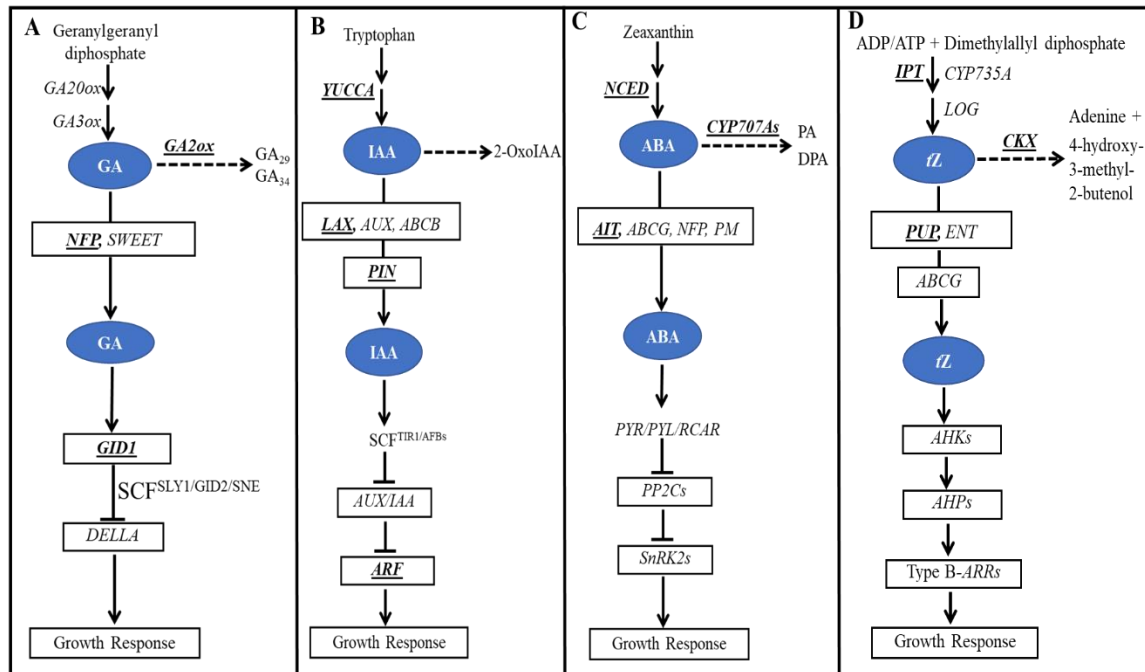 A
Geranylgeranyl
diphosphate
GA20ox
GA3ox
GA
GA2ox
GA29
GA34
NFP, SWEET
GA
GID1
SCFSLY1/GID2/SNE
DELLA
Growth Response
B
Tryptophan
YUCCA
IAA
2-OxoIAA
LAX, AUX, ABCB
PIN
IAA
SCFTIR1/AFBs
AUX/IAA
ARF
Growth Response
C
Zeaxanthin
NCED
ABA
CYP707As
PA
DPA
AIT, ABCG, NFP, PM
ABA
PYR/PYL/RCAR
PP2Cs
SnRK2s
Growth Response
D
ADP/ATP + Dimethylallyl diphosphate
IPT CYP735A
LOG
tZ
CKX
Adenine +
4-hydroxy-
3-methyl-
2-butenol
PUP, ENT
ABCG
tZ
AHKs
AHPs
Type B-ARRs
Growth Response